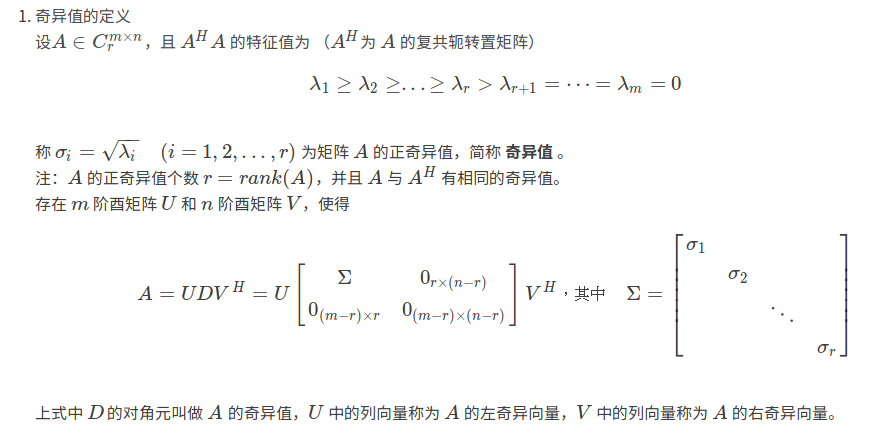 1. 奇异值的定义
设$A \in C_r^{m \times n}$，且 $A^H A$ 的特征值为 （$A^H$为 $A$ 的复共轭转置矩阵）
$\lambda_1 \geq \lambda_2 \geq \ldots \geq \lambda_r > \lambda_{r+1} = \cdots = \lambda_m = 0$
称 $\sigma_i = \sqrt{\lambda_i} \quad (i = 1, 2, \ldots, r)$ 为矩阵 $A$ 的正奇异值，简称 奇异值 。
注：$A$ 的正奇异值个数 $r = rank(A)$，并且 $A$ 与 $A^H$ 有相同的奇异值。
存在 $m$ 阶酉矩阵 $U$ 和 $n$ 阶酉矩阵 $V$，使得
$A = UDV^H = U \begin{bmatrix} \Sigma & 0_{r \times (n-r)} \\ 0_{(m-r) \times r} & 0_{(m-r) \times (n-r)} \end{bmatrix} V^H，其中 \quad \Sigma = \begin{bmatrix} \sigma_1 & & & \\ & \sigma_2 & & \\ & & \ddots & \\ & & & \sigma_r \end{bmatrix}$
上式中 $D$ 的对角元叫做 $A$ 的奇异值，$U$ 中的列向量称为 $A$ 的左奇异向量，$V$ 中的列向量称为 $A$ 的右奇异向量。